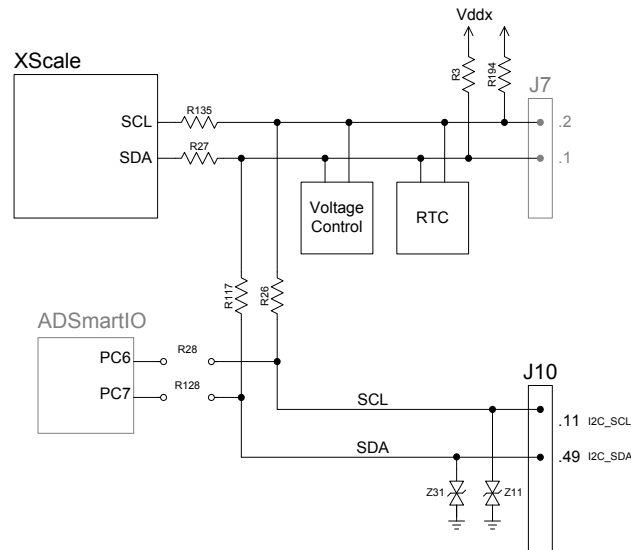 Vddx
XScale
R3
R194
J7
R135
SCL
.2
R27
SDA
.1
Voltage
Control
RTC
R117
R26
ADSmartIO
PC6
R28
PC7
R128
J10
SCL
.11 I2C_SCL
SDA
.49 I2C_SDA
Z31
Z11